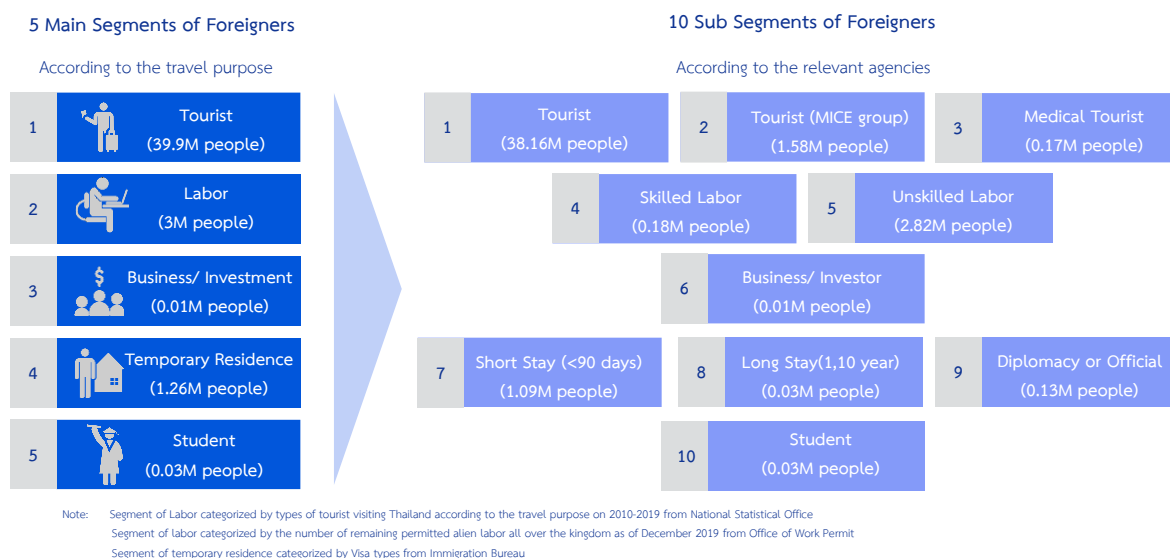 5 Main Segments of Foreigners
According to the travel purpose
1
Tourist
(39.9M people)
2
Labor
(3M people)
3
$
Business/ Investment
(0.01M people)
4
Temporary Residence
(1.26M people)
5
Student
(0.03M people)
10 Sub Segments of Foreigners
According to the relevant agencies
1
Tourist
(38.16M people)
2
Tourist (MICE group)
(1.58M people)
3
Medical Tourist
(0.17M people)
4
Skilled Labor
(0.18M people)
5
Unskilled Labor
(2.82M people)
6
Business/ Investor
(0.01M people)
7
Short Stay (<90 days)
(1.09M people)
8
Long Stay(1,10 year)
(0.03M people)
9
Diplomacy or Official
(0.13M people)
10
Student
(0.03M people)
Note: Segment of Labor categorized by types of tourist visiting Thailand according to the travel purpose on 2010-2019 from National Statistical Office
Segment of labor categorized by the number of remaining permitted alien labor all over the kingdom as of December 2019 from Office of Work Permit
Segment of temporary residence categorized by Visa types from Immigration Bureau